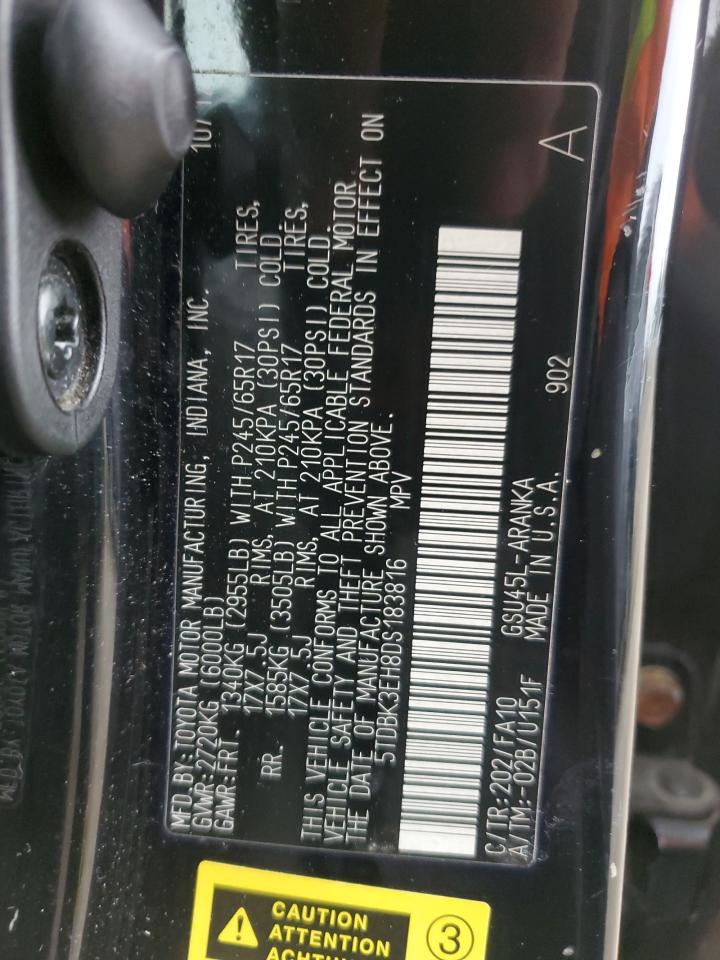 MFD.BY:TOYOTA MOTOR MANUFACTURING, INDIANA, INC. 10/
GVWR:2720KG (6000LB)
GAWR:FRT. 1340KG (2955LB) WITH P245/65R17 TIRES,
17X7.5J RIMS, AT 210KPA (30PSI) COLD
RR. 1585KG (3505LB) WITH P245/65R17 TIRES,
17X7.5J RIMS, AT 210KPA (30PSI) COLD.
THIS VEHICLE CONFORMS TO ALL APPLICABLE FEDERAL MOTOR
VEHICLE SAFETY AND THEFT PREVENTION STANDARDS IN EFFECT ON
THE DATE OF MANUFACTURE SHOWN ABOVE.
5TDBK3EH8DS183816 MPV
C/TR:202/FA10 GSU45L-ARANKA A
A/TM:-02B/U151F MADE IN U.S.A. 902
CAUTION
ATTENTION
ACHTUNG
3